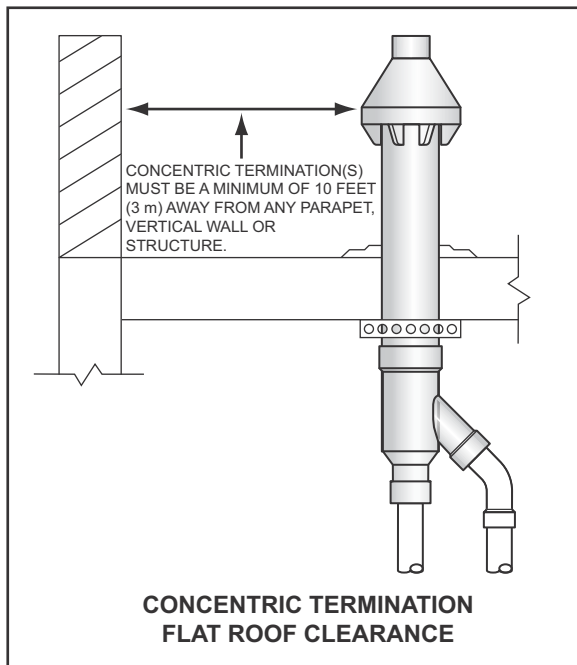 CONCENTRIC TERMINATION(S)
MUST BE A MINIMUM OF 10 FEET
(3 m) AWAY FROM ANY PARAPET,
VERTICAL WALL OR
STRUCTURE.
CONCENTRIC TERMINATION
FLAT ROOF CLEARANCE